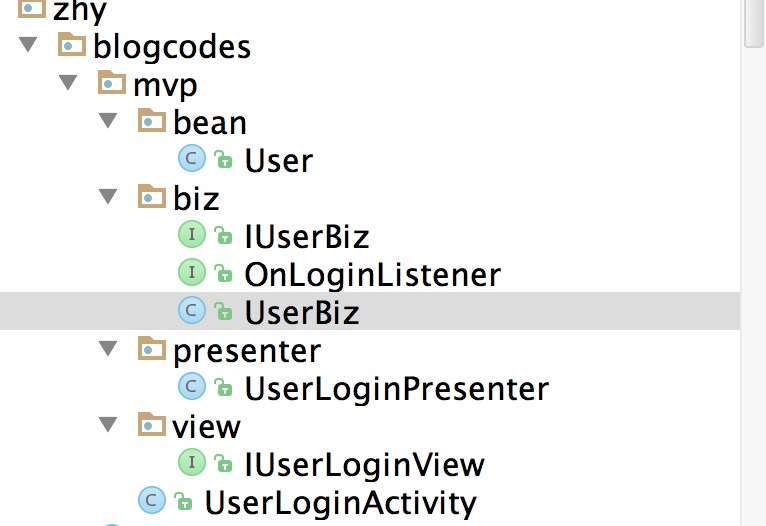 zhy
blogcodes
mvp
bean
C User
biz
I IUserBiz
I OnLoginListener
C UserBiz
presenter
C UserLoginPresenter
view
I IUserLoginView
C UserLoginActivity